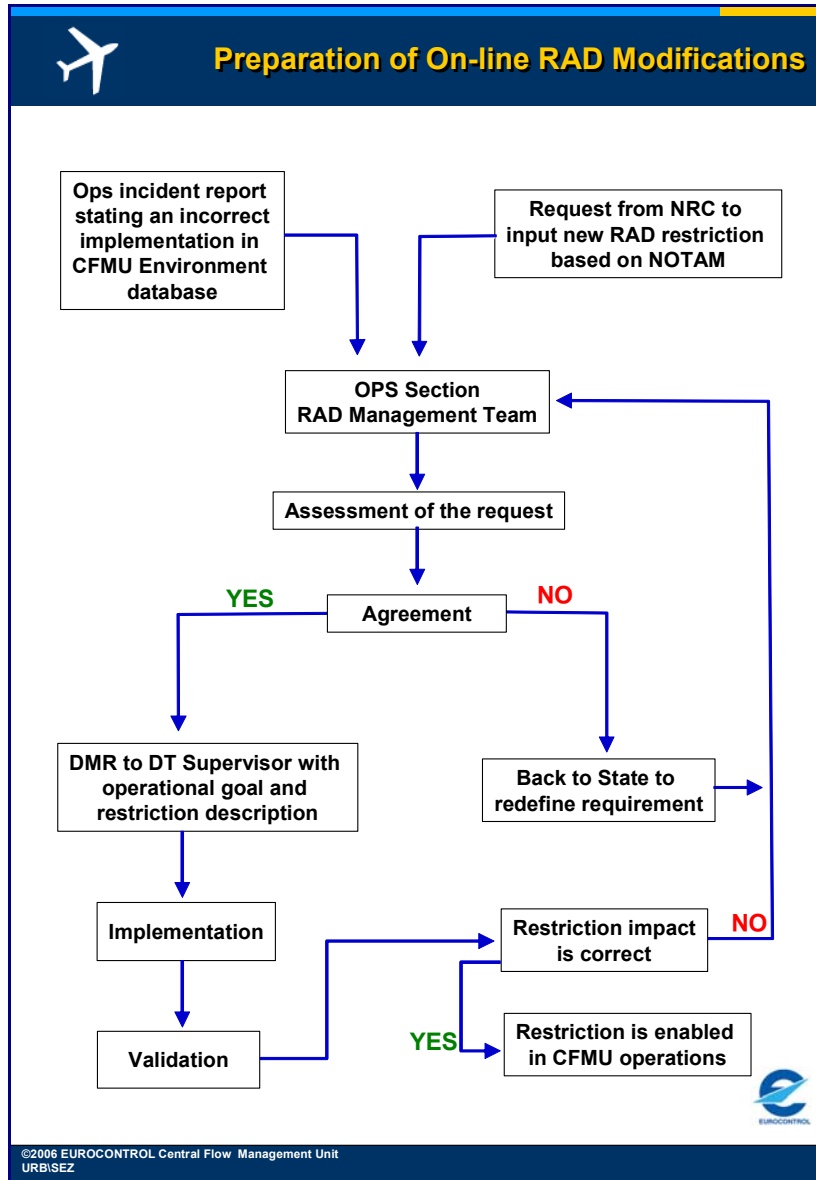 Preparation of On-line RAD Modifications
Ops incident report
stating an incorrect
implementation in
CFMU Environment
database
Request from NRC to
input new RAD restriction
based on NOTAM
OPS Section
RAD Management Team
Assessment of the request
YES
Agreement
NO
DMR to DT Supervisor with
operational goal and
restriction description
Back to State to
redefine requirement
Implementation
Restriction impact
is correct
NO
Validation
YES
Restriction is enabled
in CFMU operations
EUROCONTROL
©2006 EUROCONTROL Central Flow Management Unit
URB\SEZ